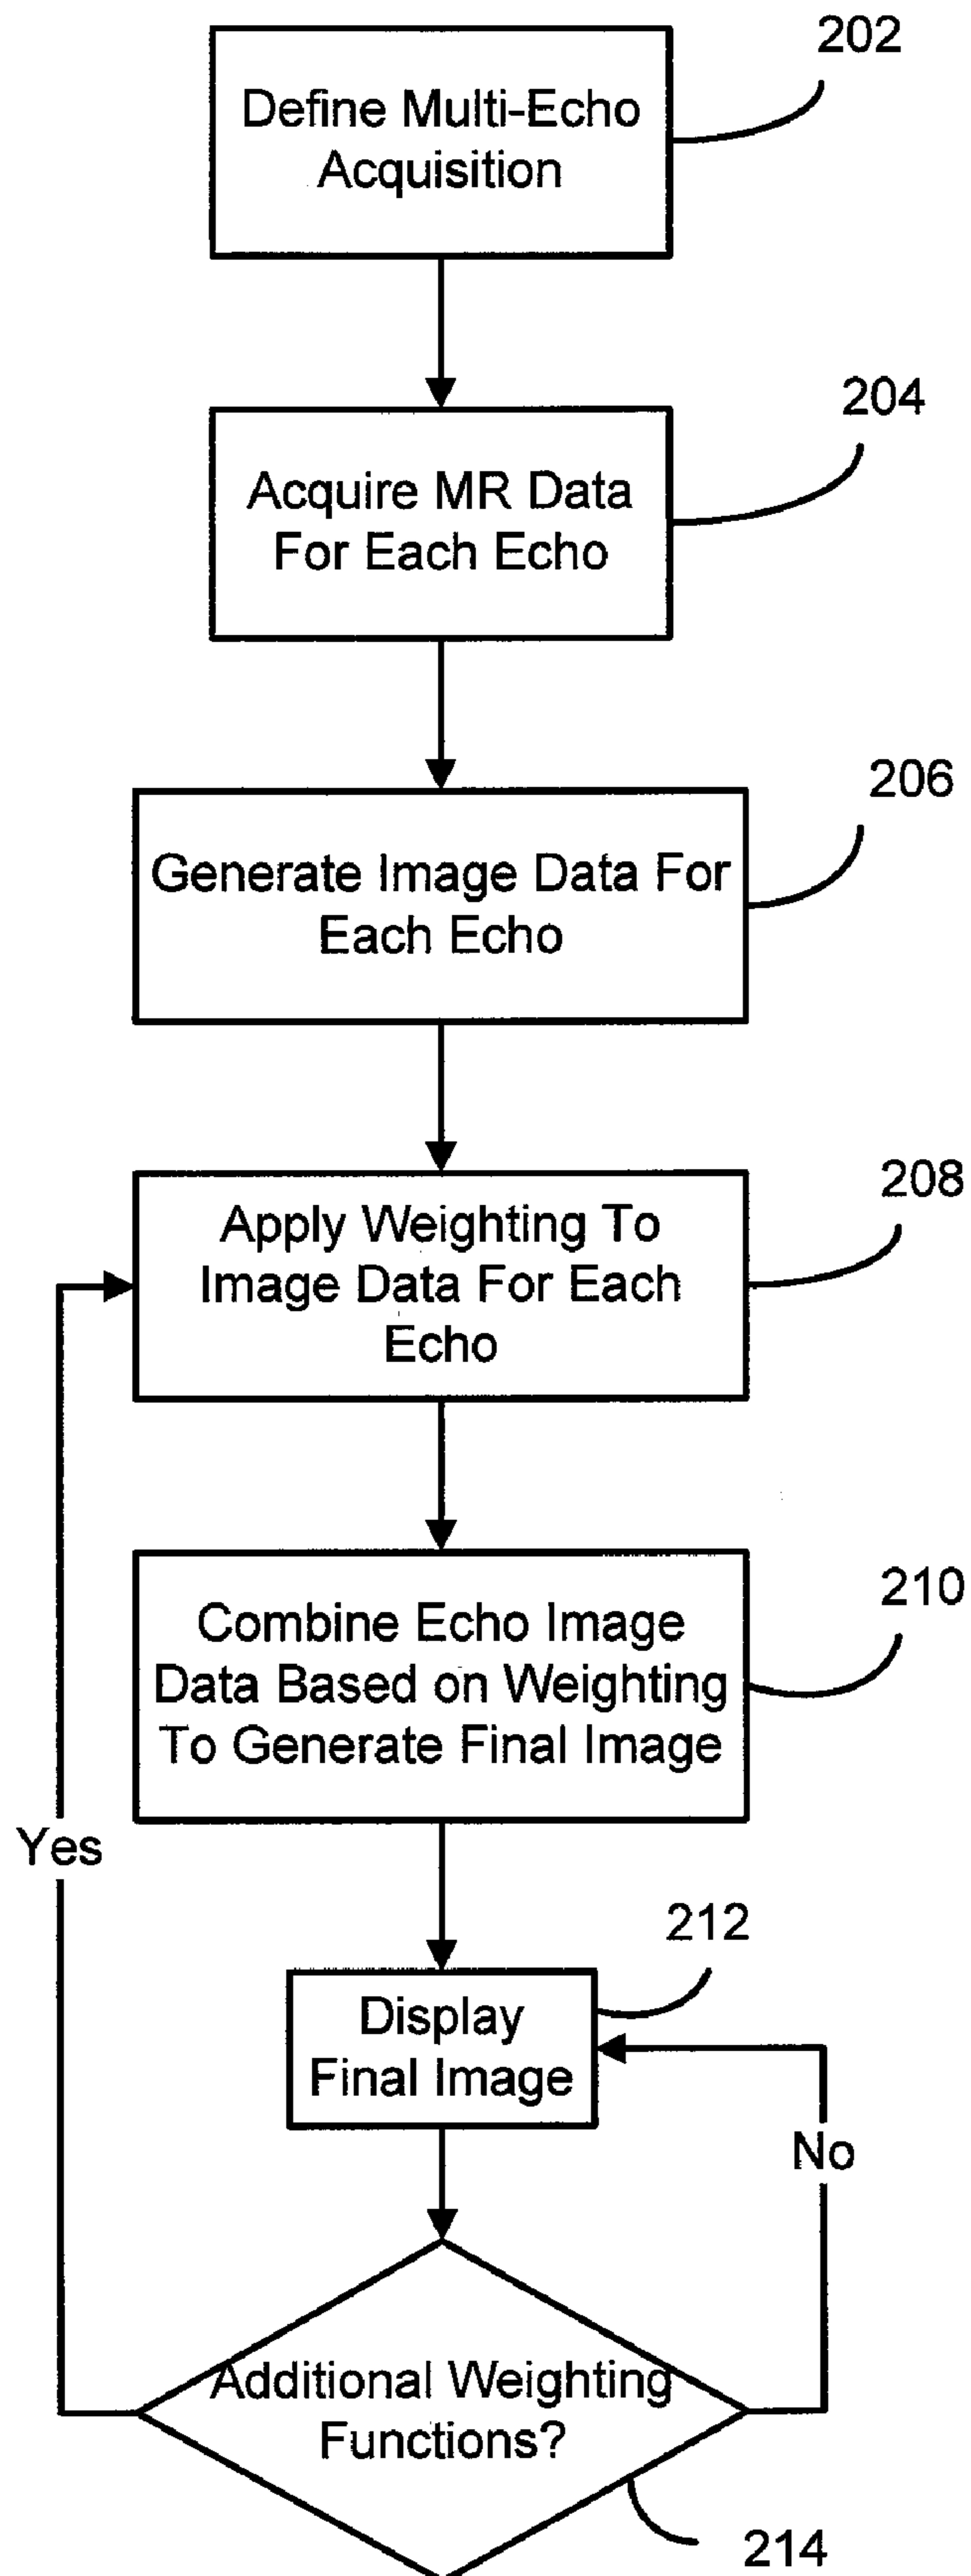 202
Define Multi-Echo
Acquisition
204
Acquire MR Data
For Each Echo
206
Generate Image Data For
Each Echo
208
Apply Weighting To
Image Data For Each
Echo
210
Combine Echo Image
Data Based on Weighting
To Generate Final Image
Yes
212
Display
Final Image
No
Additional Weighting
Functions?
214